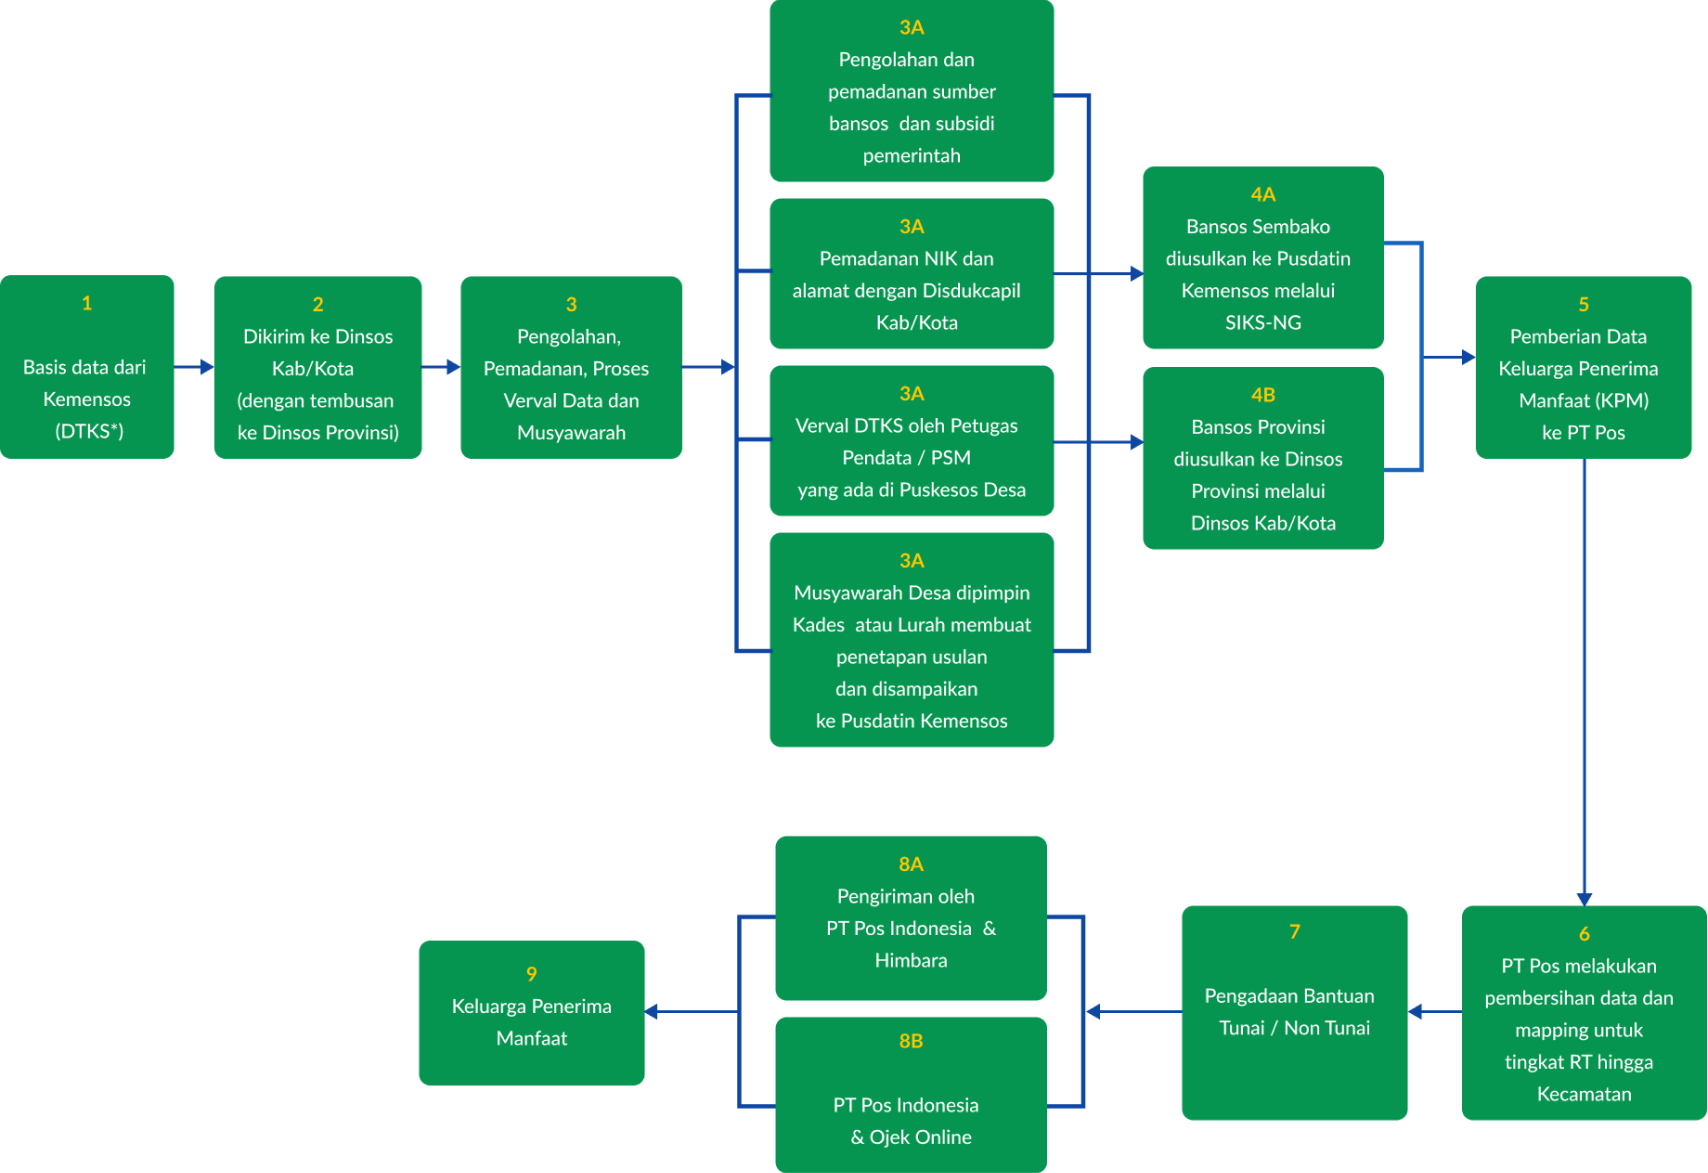 1
Basis data dari
Kemensos
(DTKS*)
2
Dikirim ke Dinsos
Kab/Kota
(dengan tembusan
ke Dinsos Provinsi)
3
Pengolahan,
Pemadanan, Proses
Verval Data dan
Musyawarah
3A
Pengolahan dan
pemadanan sumber
bansos dan subsidi
pemerintah
3A
Pemadanan NIK dan
alamat dengan Disdukcapil
Kab/Kota
3A
Verval DTKS oleh Petugas
Pendata / PSM
yang ada di Puskesos Desa
3A
Musyawarah Desa dipimpin
Kades atau Lurah membuat
penetapan usulan
dan disampaikan
ke Pusdatin Kemensos
4A
Bansos Sembako
diusulkan ke Pusdatin
Kemensos melalui
SIKS-NG
4B
Bansos Provinsi
diusulkan ke Dinsos
Provinsi melalui
Dinsos Kab/Kota
5
Pemberian Data
Keluarga Penerima
Manfaat (KPM)
ke PT Pos
6
PT Pos melakukan
pembersihan data dan
mapping untuk
tingkat RT hingga
Kecamatan
7
Pengadaan Bantuan
Tunai / Non Tunai
8A
Pengiriman oleh
PT Pos Indonesia &
Himbara
8B
PT Pos Indonesia
& Ojek Online
9
Keluarga Penerima
Manfaat